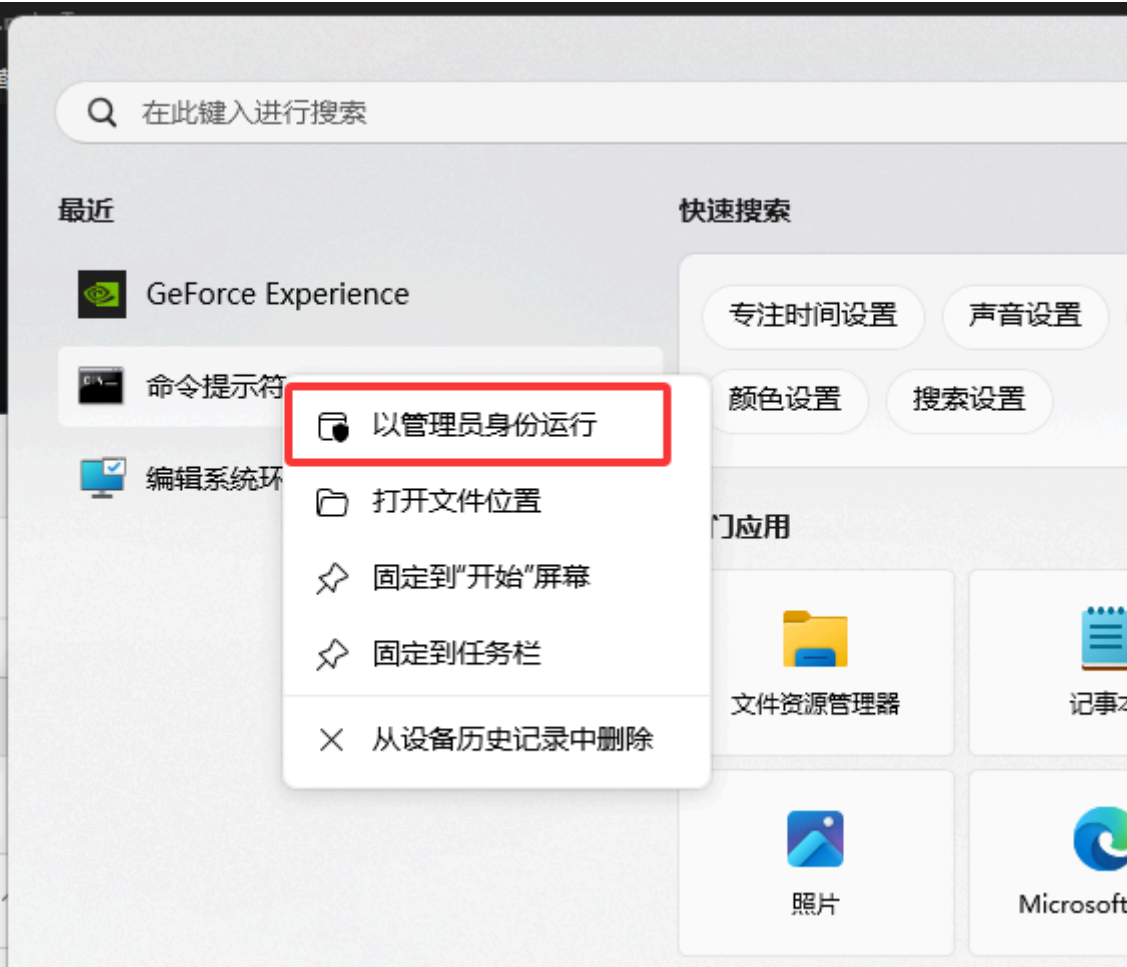 在此键入进行搜索
最近
GeForce Experience
命令提示符
编辑系统环
以管理员身份运行
打开文件位置
固定到“开始”屏幕
固定到任务栏
从设备历史记录中删除
快速搜索
专注时间设置
声音设置
颜色设置
搜索设置
门应用
文件资源管理器
记事本
照片
Microsoft